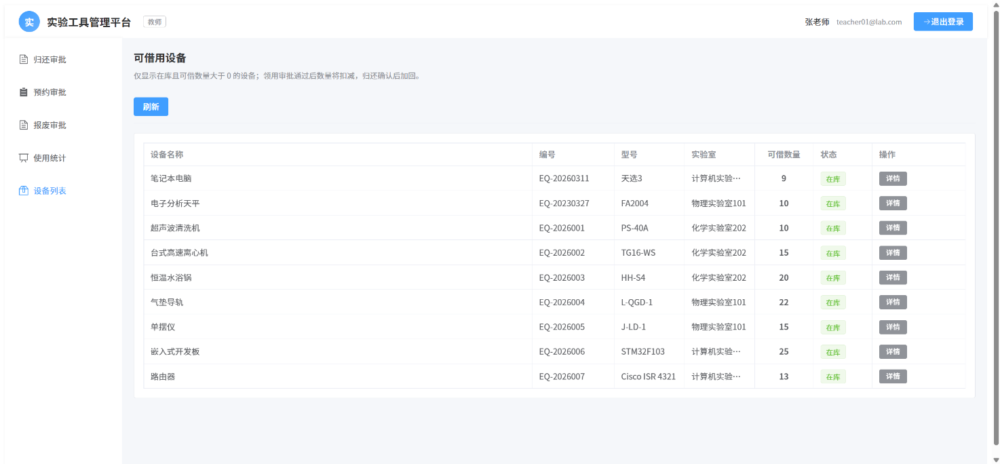 实 实验工具管理平台 教师 张老师 teacher01@lab.com 退出登录
归还审批
预约审批
报废审批
使用统计
设备列表
可借用设备
仅显示在库且可借数量大于 0 的设备；领用审批通过后数量将扣减，归还确认后加回。
刷新
设备名称 编号 型号 实验室 可借数量 状态 操作
笔记本电脑 EQ-20260311 天选3 计算机实验… 9 在库 详情
电子分析天平 EQ-20230327 FA2004 物理实验室101 10 在库 详情
超声波清洗机 EQ-2026001 PS-40A 化学实验室202 10 在库 详情
台式高速离心机 EQ-2026002 TG16-WS 化学实验室202 15 在库 详情
恒温水浴锅 EQ-2026003 HH-S4 化学实验室202 20 在库 详情
气垫导轨 EQ-2026004 L-QGD-1 物理实验室101 22 在库 详情
单摆仪 EQ-2026005 J-LD-1 物理实验室101 15 在库 详情
嵌入式开发板 EQ-2026006 STM32F103 计算机实验… 25 在库 详情
路由器 EQ-2026007 Cisco ISR 4321 计算机实验… 13 在库 详情